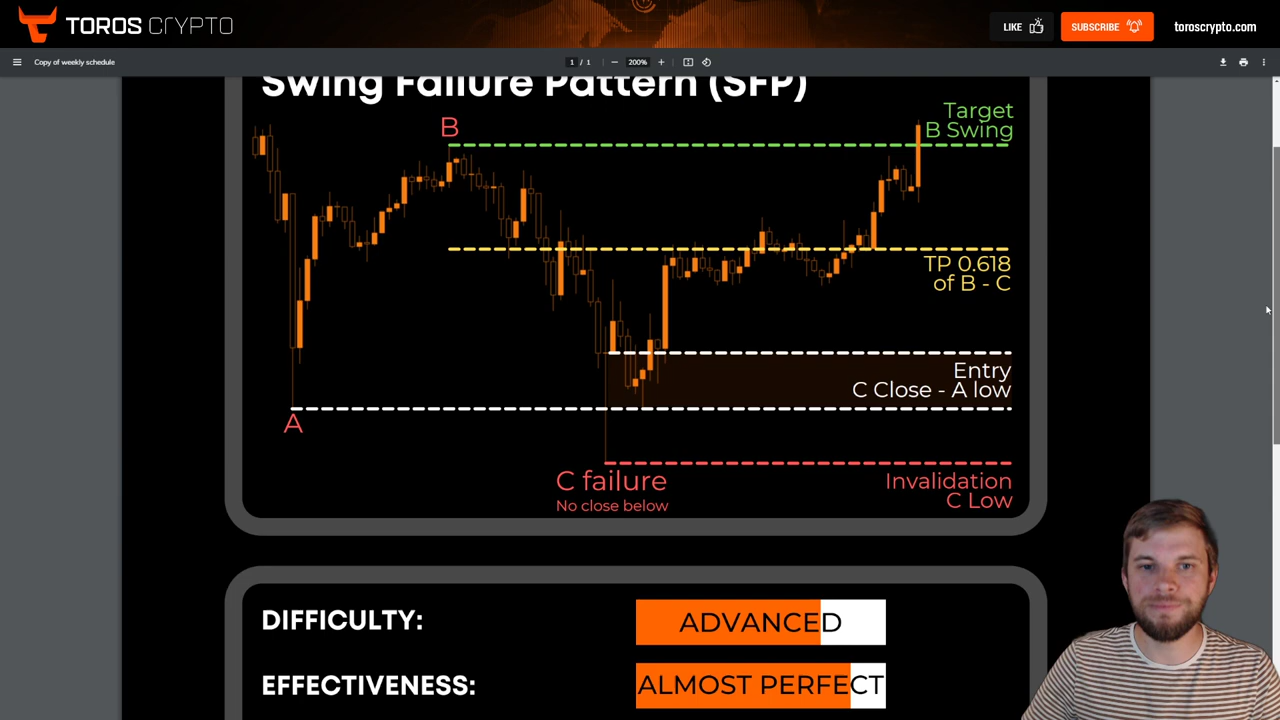 TOROS CRYPTO
LIKE
SUBSCRIBE
toroscrypto.com
Copy of weekly schedule
1 / 1
200%
Swing Failure Pattern (SFP)
B
Target
B Swing
TP 0.618
of B - C
Entry
C Close - A low
A
C failure
No close below
Invalidation
C Low
DIFFICULTY:
ADVANCED
EFFECTIVENESS:
ALMOST PERFECT